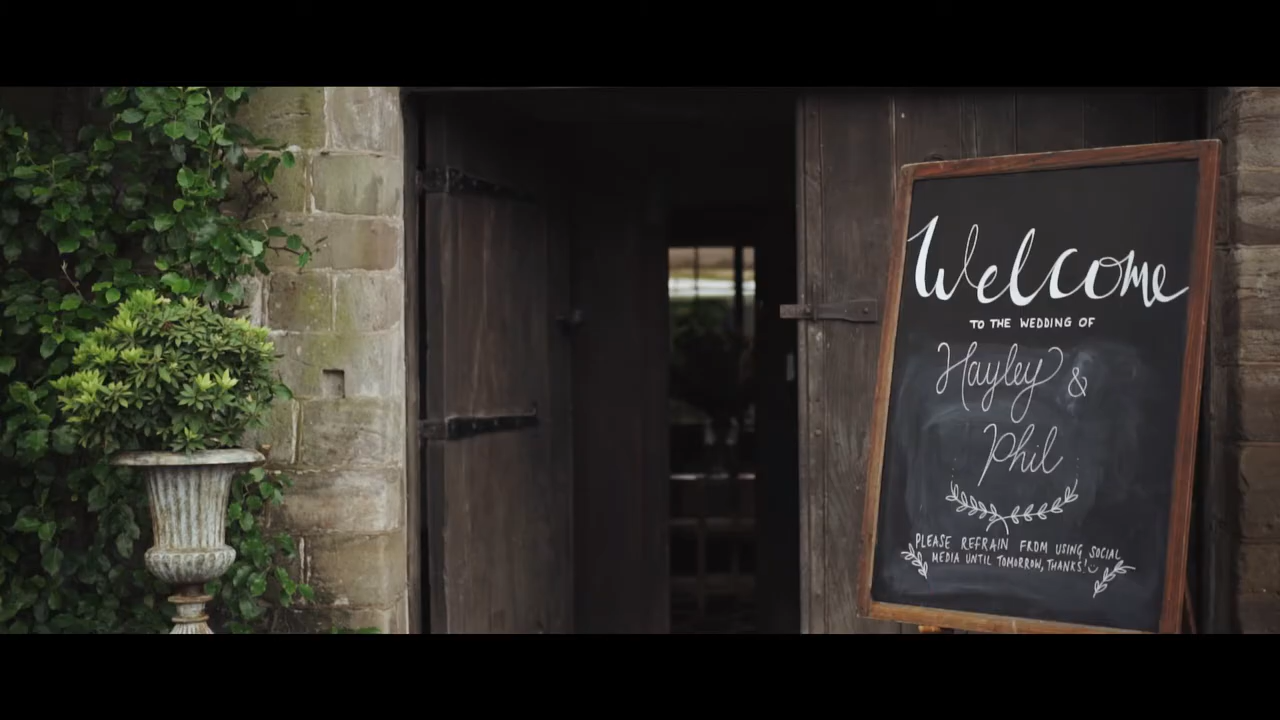 Welcome
TO THE WEDDING OF
Hayley &
Phil
PLEASE REFRAIN FROM USING SOCIAL
MEDIA UNTIL TOMORROW, THANKS!